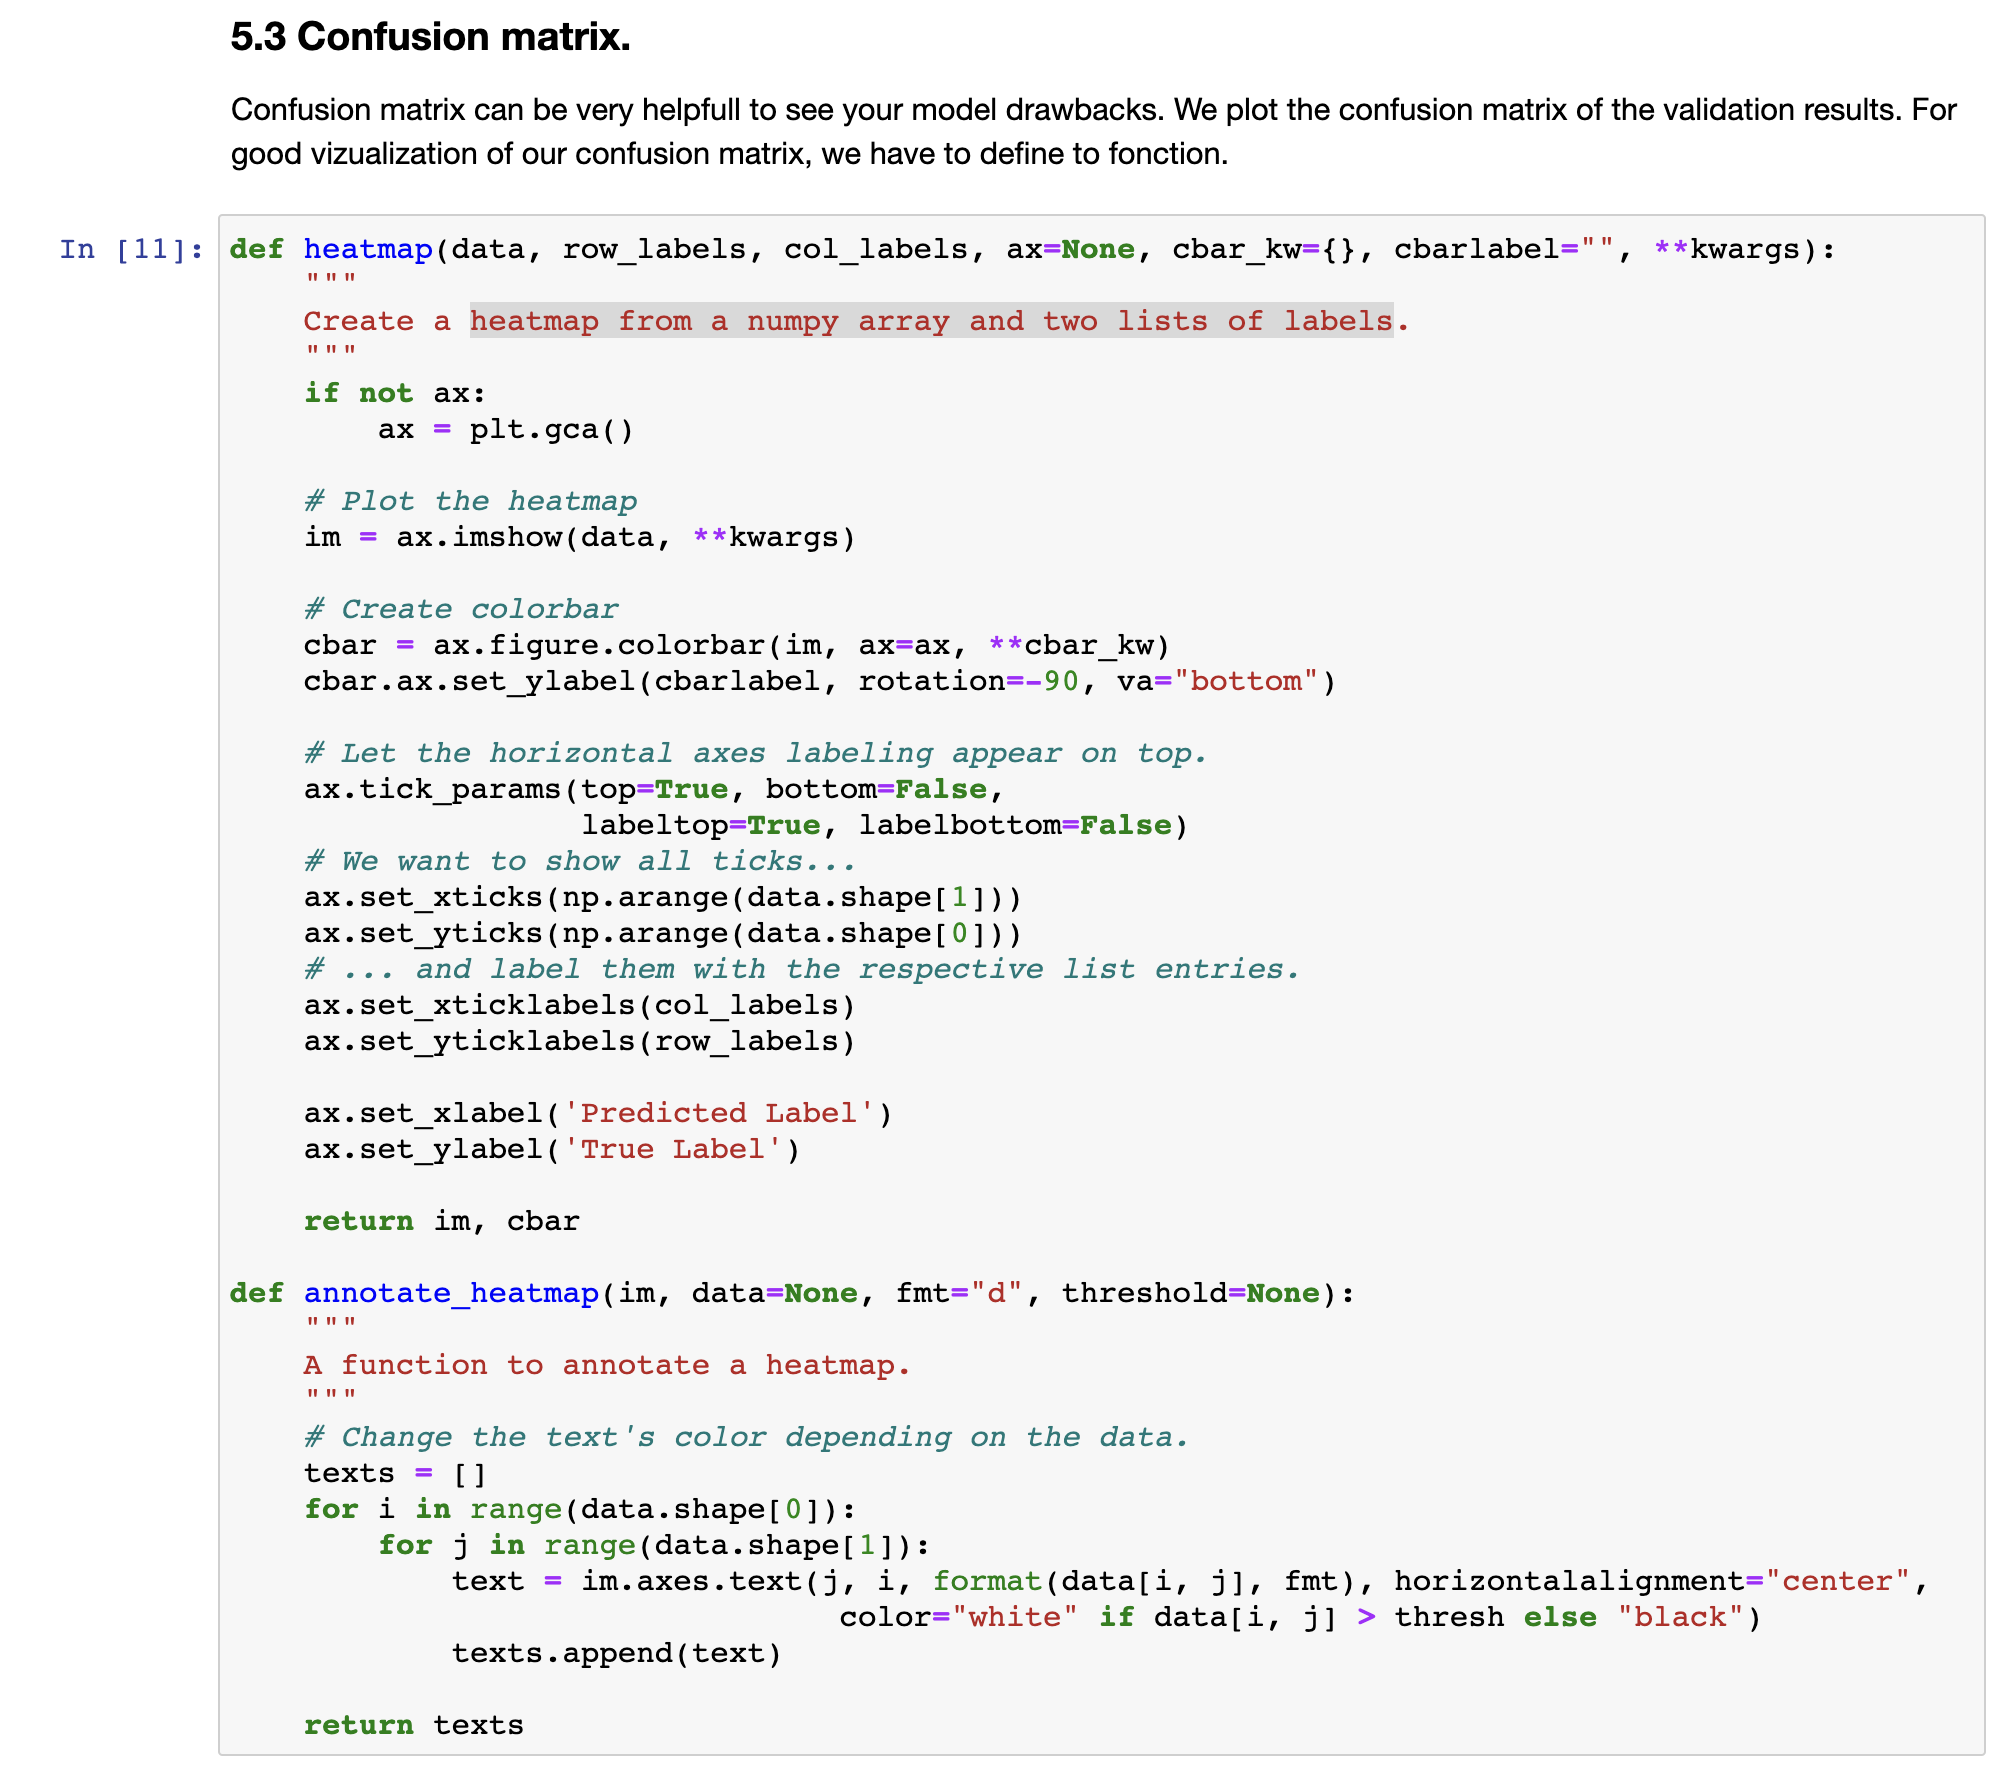 5.3 Confusion matrix.
Confusion matrix can be very helpfull to see your model drawbacks. We plot the confusion matrix of the validation results. For
good vizualization of our confusion matrix, we have to define to fonction.
In [11]: def heatmap(data, row_labels, col_labels, ax=None, cbar_kw={}, cbarlabel="", **kwargs):
    """
    Create a heatmap from a numpy array and two lists of labels.
    """
    if not ax:
        ax = plt.gca()
    # Plot the heatmap
    im = ax.imshow(data, **kwargs)
    # Create colorbar
    cbar = ax.figure.colorbar(im, ax=ax, **cbar_kw)
    cbar.ax.set_ylabel(cbarlabel, rotation=-90, va="bottom")
    # Let the horizontal axes labeling appear on top.
    ax.tick_params(top=True, bottom=False,
                   labeltop=True, labelbottom=False)
    # We want to show all ticks...
    ax.set_xticks(np.arange(data.shape[1]))
    ax.set_yticks(np.arange(data.shape[0]))
    # ... and label them with the respective list entries.
    ax.set_xticklabels(col_labels)
    ax.set_yticklabels(row_labels)
    ax.set_xlabel('Predicted Label')
    ax.set_ylabel('True Label')
    return im, cbar
def annotate_heatmap(im, data=None, fmt="d", threshold=None):
    """
    A function to annotate a heatmap.
    """
    # Change the text's color depending on the data.
    texts = []
    for i in range(data.shape[0]):
        for j in range(data.shape[1]):
            text = im.axes.text(j, i, format(data[i, j], fmt), horizontalalignment="center",
                                 color="white" if data[i, j] > thresh else "black")
            texts.append(text)
    return texts